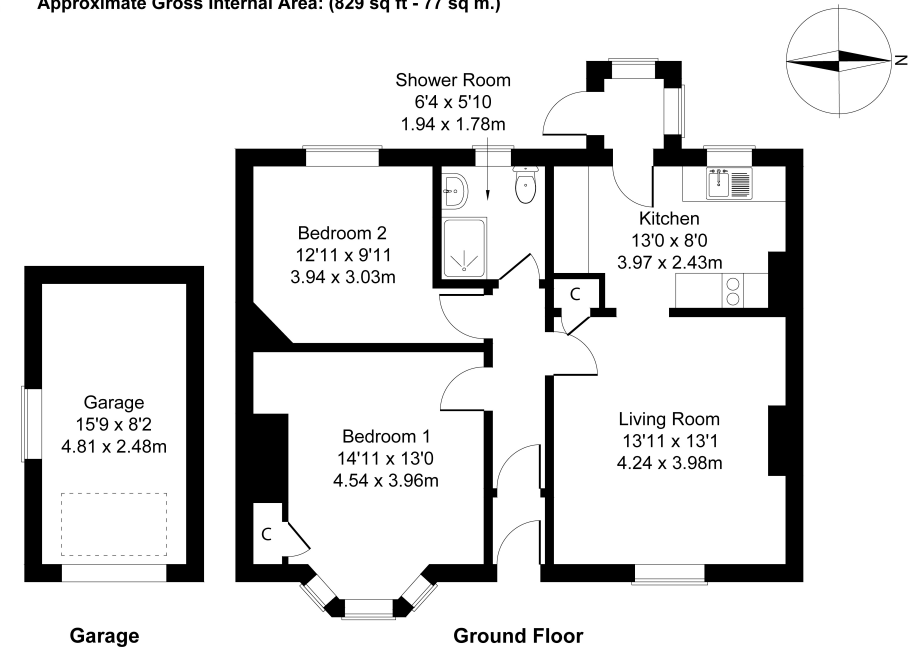 Approximate Gross Internal Area: (829 sq ft - 77 sq m.)
N
Shower Room
6'4 x 5'10
1.94 x 1.78m
Kitchen
13'0 x 8'0
3.97 x 2.43m
Bedroom 2
12'11 x 9'11
3.94 x 3.03m
C
Garage
15'9 x 8'2
4.81 x 2.48m
Bedroom 1
14'11 x 13'0
4.54 x 3.96m
Living Room
13'11 x 13'1
4.24 x 3.98m
C
Garage
Ground Floor